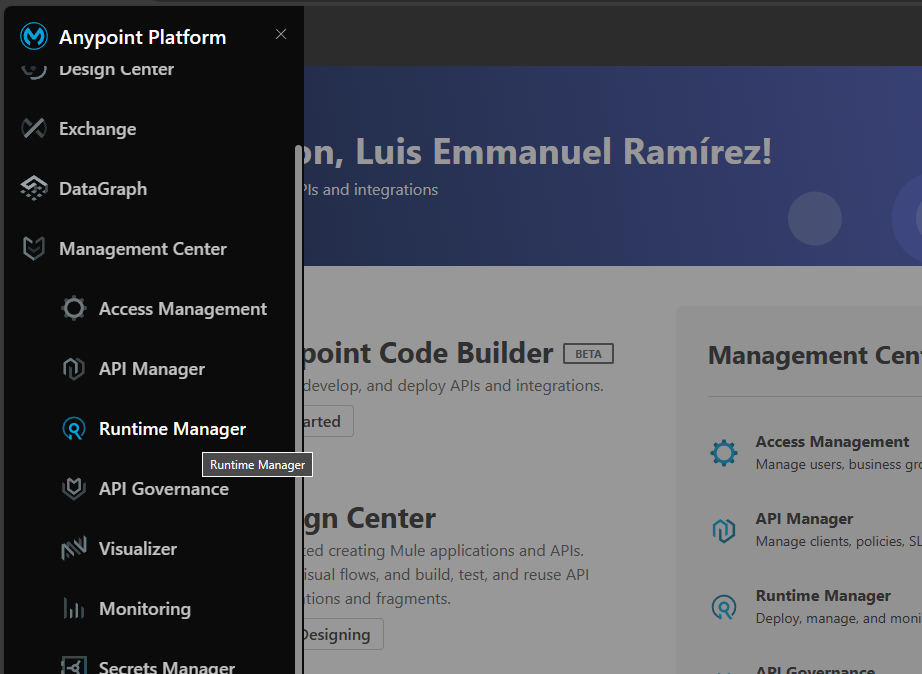 Anypoint Platform
Design Center
Exchange
DataGraph
Management Center
Access Management
API Manager
Runtime Manager
Runtime Manager
API Governance
Visualizer
Monitoring
Secrets Manager
on, Luis Emmanuel Ramírez!
PIs and integrations
point Code Builder
BETA
develop, and deploy APIs and integrations.
arted
gn Center
ted creating Mule applications and APIs.
isual flows, and build, test, and reuse API
tions and fragments.
Designing
Management Cen
Access Management
Manage users, business gro
API Manager
Manage clients, policies, SL
Runtime Manager
Deploy, manage, and moni
API Governance